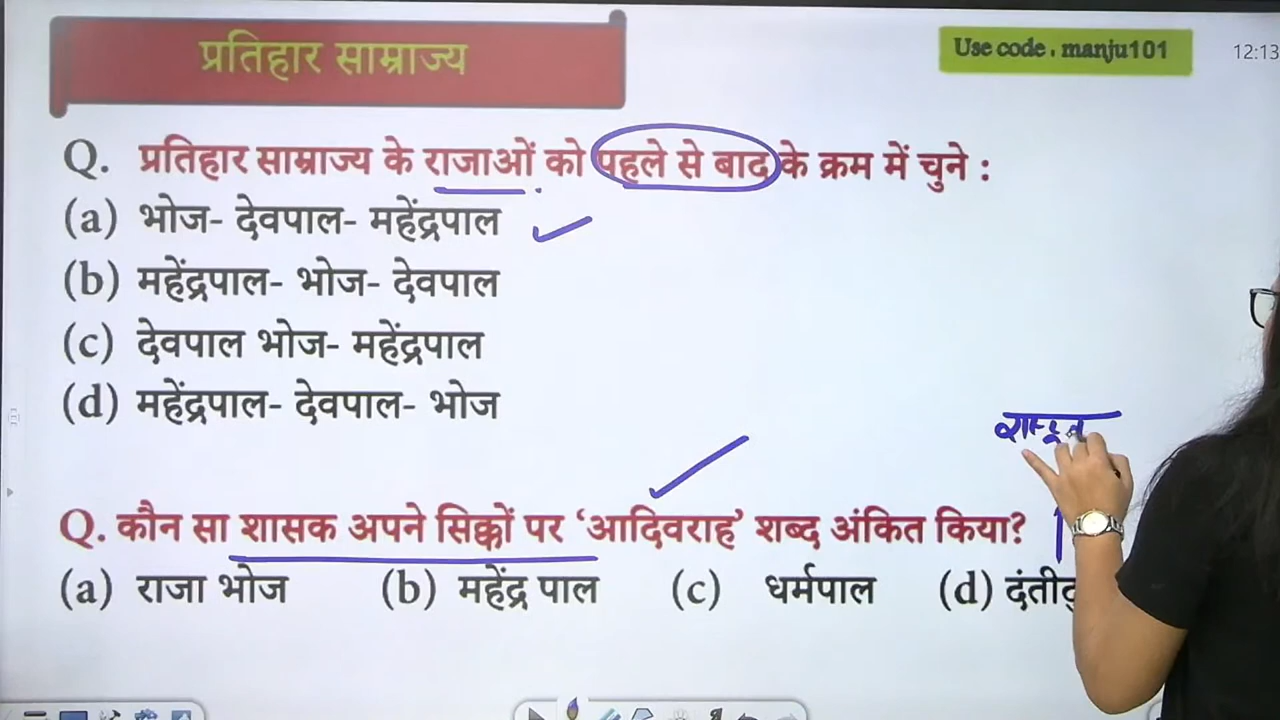 प्रतिहार साम्राज्य
Use code . manju101
12:13
Q. प्रतिहार साम्राज्य के राजाओं को पहले से बाद के क्रम में चुने :
(a) भोज- देवपाल- महेंद्रपाल
(b) महेंद्रपाल- भोज- देवपाल
(c) देवपाल भोज- महेंद्रपाल
(d) महेंद्रपाल- देवपाल- भोज
Q. कौन सा शासक अपने सिक्कों पर ‘आदिवराह’ शब्द अंकित किया?
(a) राजा भोज (b) महेंद्र पाल (c) धर्मपाल (d)